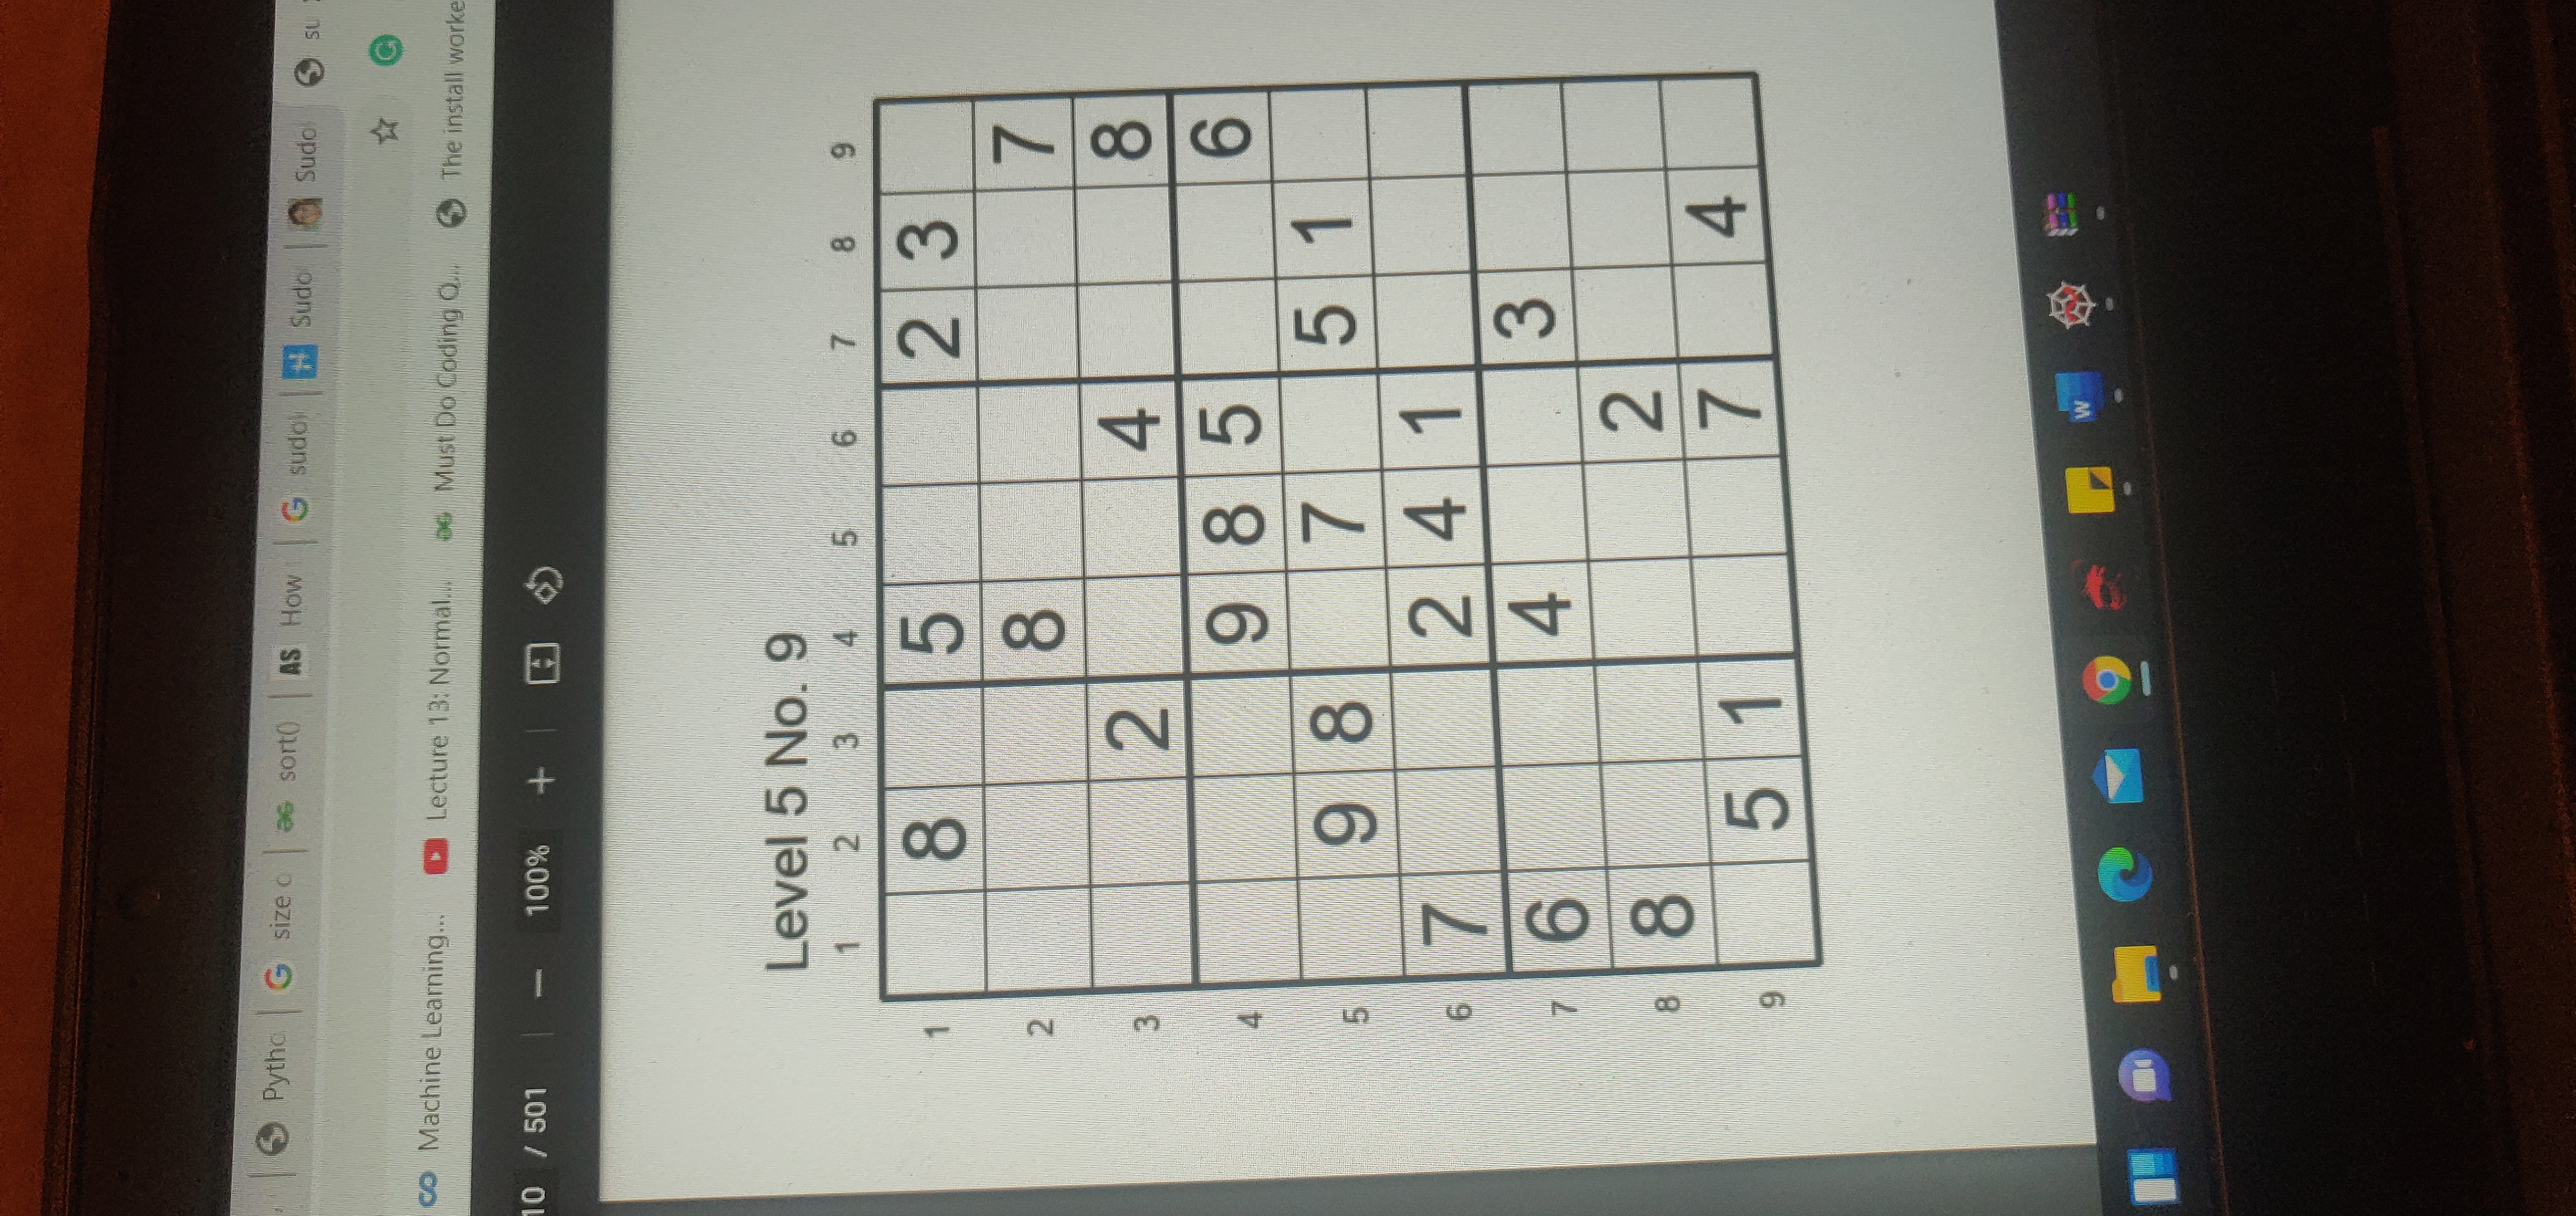 Pytho
size o
sort()
AS How
sudok
Sudo
Sudo
su
Machine Learning...
Lecture 13: Normal...
Must Do Coding Q...
The install worke
10 / 501
100%
Level 5 No. 9
1 2 3 4 5 6 7 8 9
1 8 5 2 3
2 8 7
3 2 4 8
4 9 8 5 6
5 9 8 7 5 1
6 7 2 4 1
7 6 4 3
8 8 2
9 5 1 7 4
W